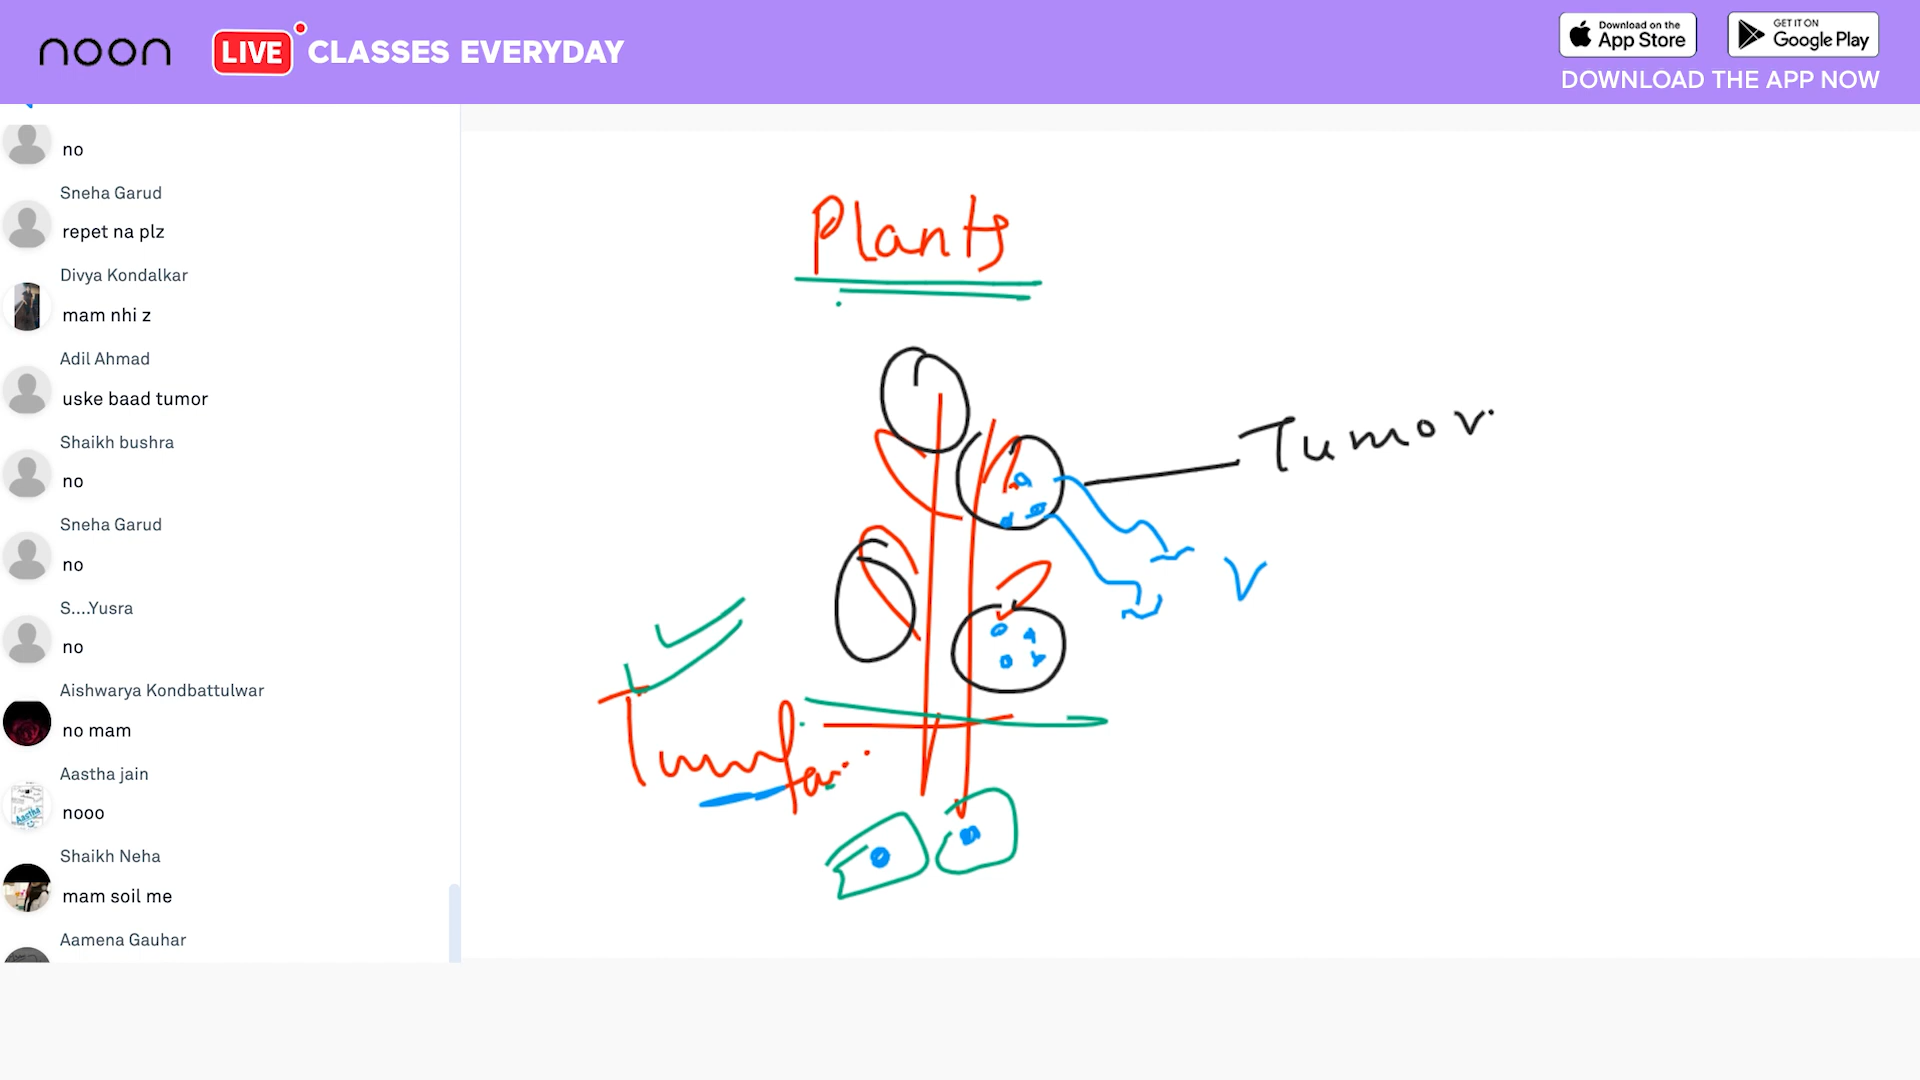 noon LIVE CLASSES EVERYDAY
Download on the App Store
GET IT ON Google Play
DOWNLOAD THE APP NOW
no
Sneha Garud
repet na plz
Divya Kondalkar
mam nhi z
Adil Ahmad
uske baad tumor
Shaikh bushra
no
Sneha Garud
no
S....Yusra
no
Aishwarya Kondbattulwar
no mam
Aastha jain
nooo
Shaikh Neha
mam soil me
Aamena Gauhar
Plants
Tumor
V